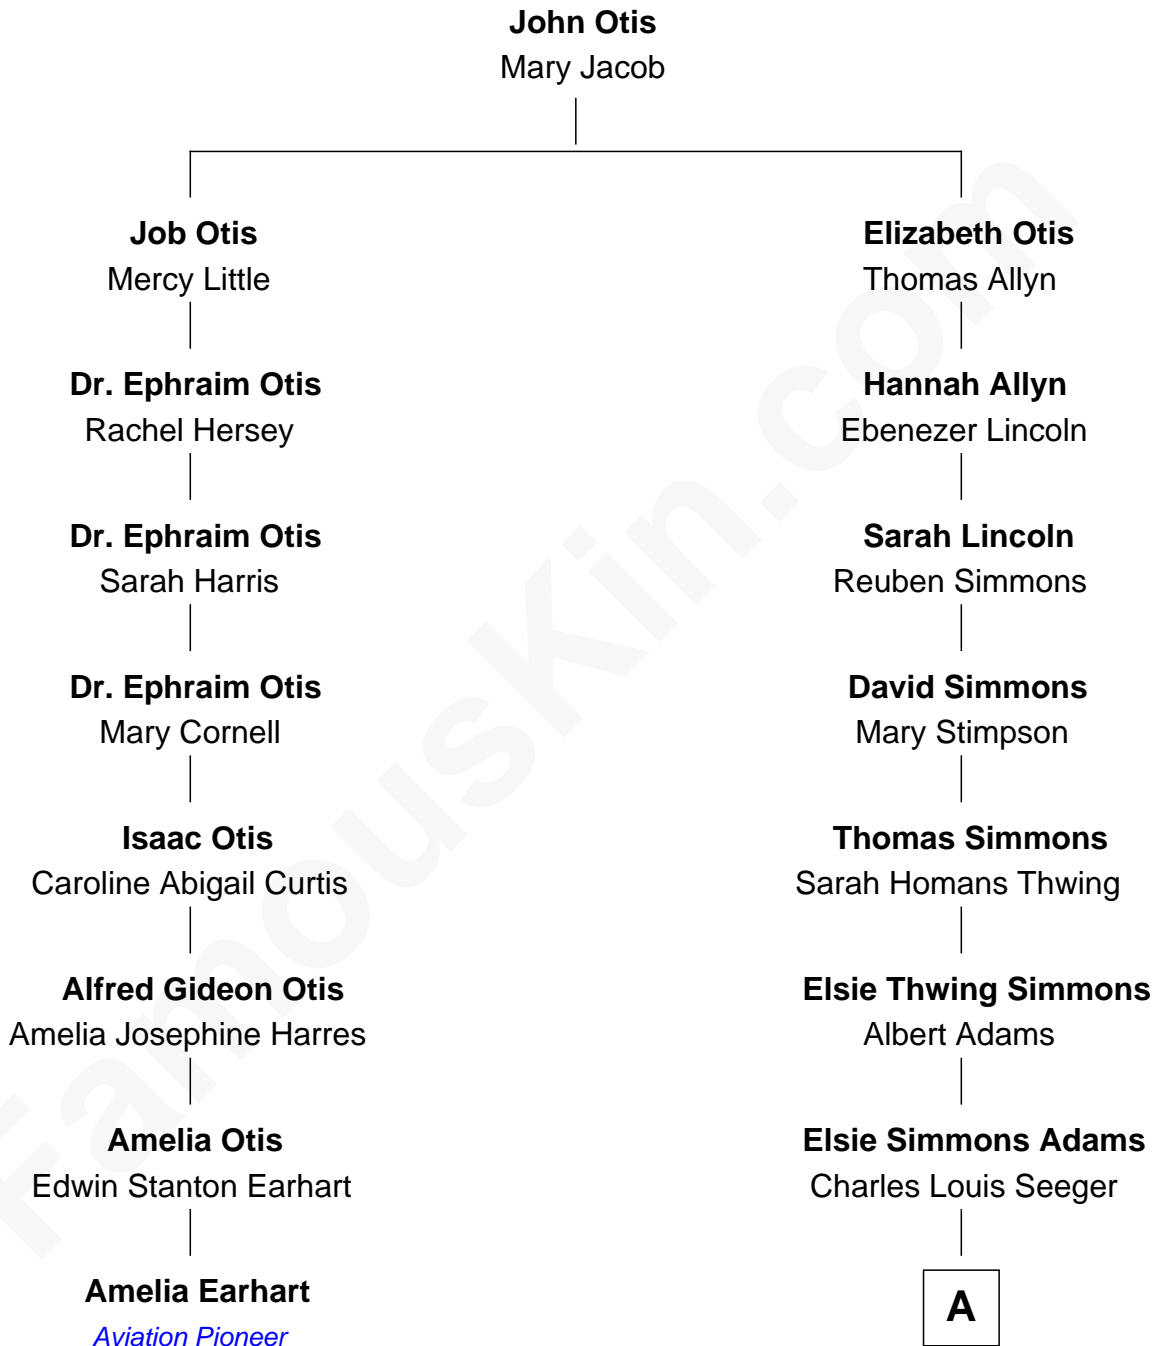 John Otis
Mary Jacob
Job Otis
Mercy Little
Elizabeth Otis
Thomas Allyn
Dr. Ephraim Otis
Rachel Hersey
Hannah Allyn
Ebenezer Lincoln
Dr. Ephraim Otis
Sarah Harris
Sarah Lincoln
Reuben Simmons
Dr. Ephraim Otis
Mary Cornell
David Simmons
Mary Stimpson
Isaac Otis
Caroline Abigail Curtis
Thomas Simmons
Sarah Homans Thwing
Alfred Gideon Otis
Amelia Josephine Harres
Elsie Thwing Simmons
Albert Adams
Amelia Otis
Edwin Stanton Earhart
Elsie Simmons Adams
Charles Louis Seeger
Amelia Earhart
Aviation Pioneer
A
FamousKin.com